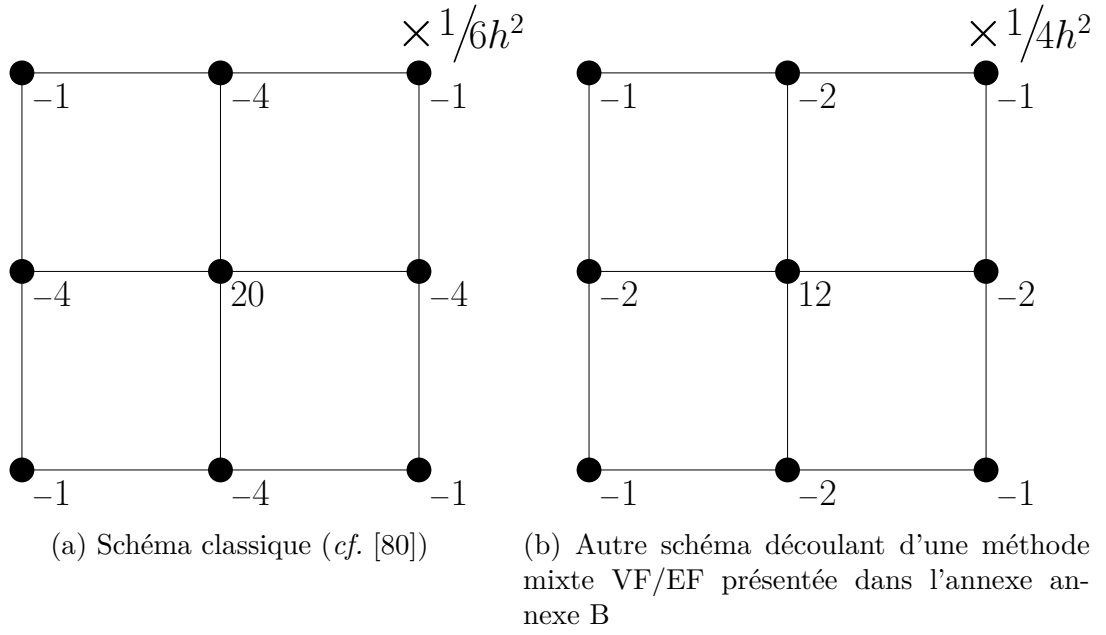 × 1/6h² × 1/4h²
–1 –4 –1 –1 –2 –1
–4 20 –4 –2 12 –2
–1 –4 –1 –1 –2 –1
(a) Schéma classique (cf. [80])
(b) Autre schéma découlant d'une méthode
mixte VF/EF présentée dans l'annexe an-
nexe B